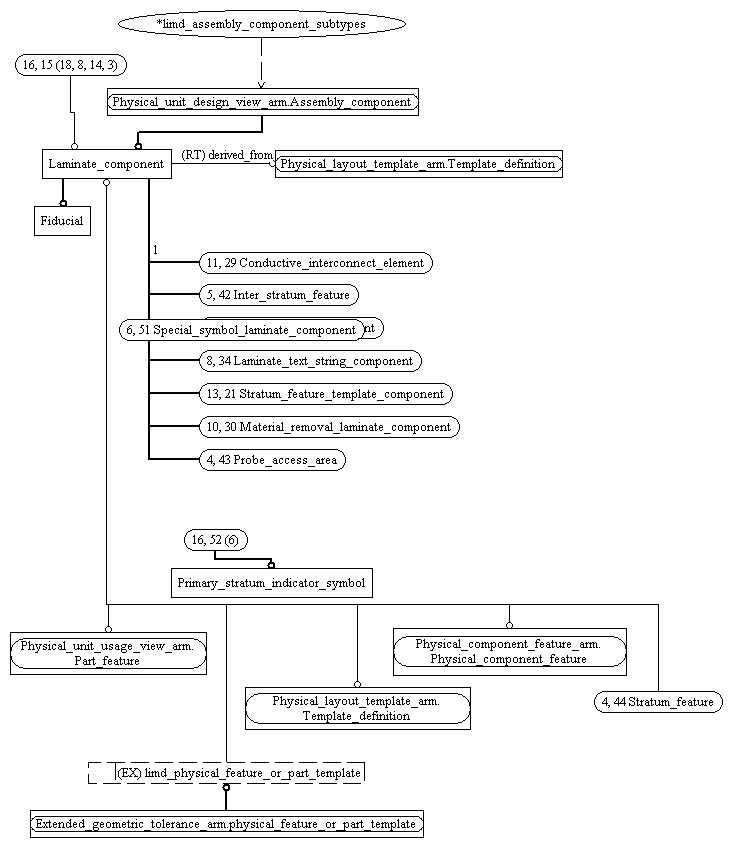 *limd_assembly_component_subtypes
16, 15 (18, 8, 14, 3)
Physical_unit_design_view_arm.Assembly_component
(RT) derived_from
Laminate_component
Physical_layout_template_arm.Template_definition
Fiducial
1
11, 29 Conductive_interconnect_element
5, 42 Inter_stratum_feature
6, 51 Special_symbol_laminate_component
nt
8, 34 Laminate_text_string_component
13, 21 Stratum_feature_template_component
10, 30 Material_removal_laminate_component
4, 43 Probe_access_area
16, 52 (6)
Primary_stratum_indicator_symbol
Physical_unit_usage_view_arm.
Part_feature
Physical_component_feature_arm.
Physical_component_feature
Physical_layout_template_arm.
Template_definition
4, 44 Stratum_feature
(EX) limd_physical_feature_or_part_template
Extended_geometric_tolerance_arm.physical_feature_or_part_template